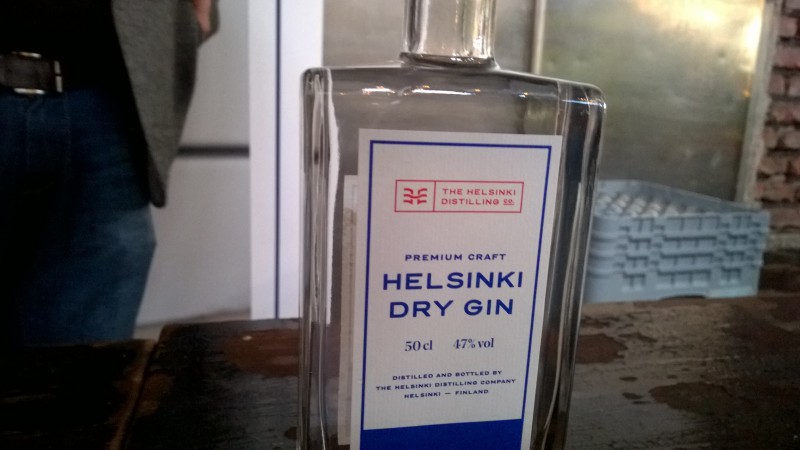 THE HELSINKI
DISTILLING CO.
PREMIUM CRAFT
HELSINKI
DRY GIN
50 cl 47% vol
DISTILLED AND BOTTLED BY
THE HELSINKI DISTILLING COMPANY
HELSINKI — FINLAND